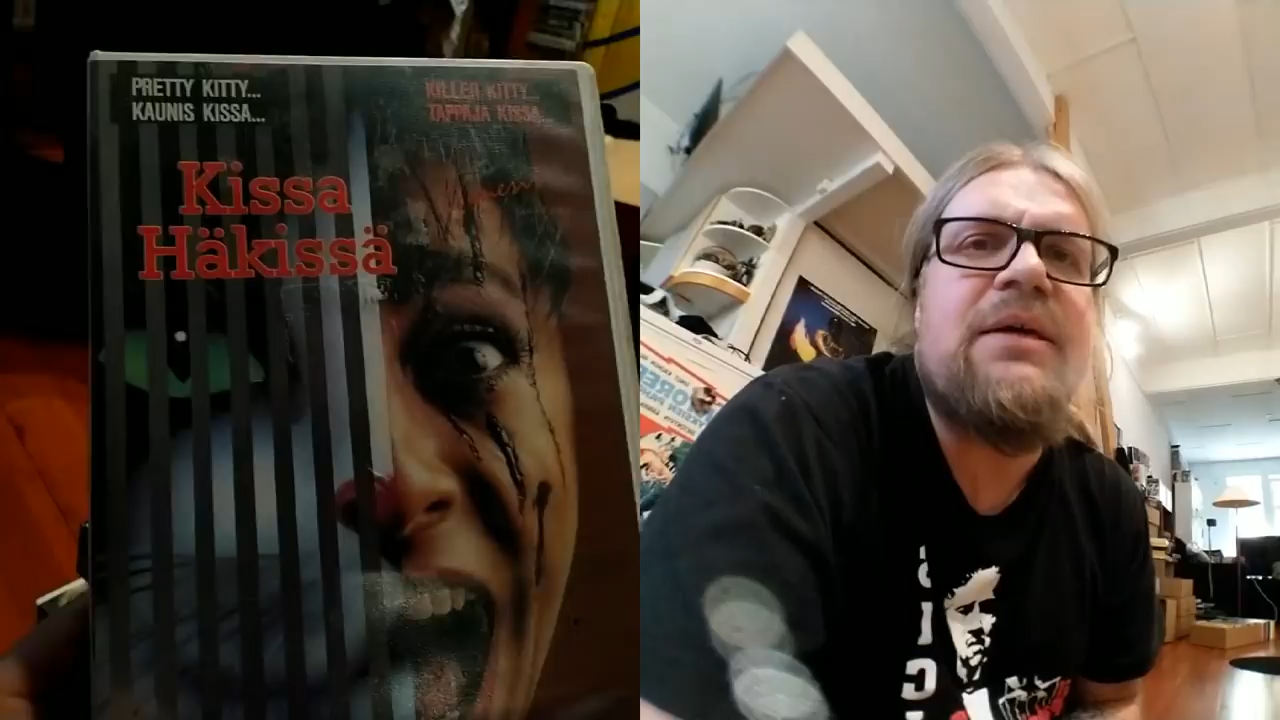 PRETTY KITTY...
KAUNIS KISSA...
KILLER KITTY...
TAPPAJA KISSA...
Kissa
Häkissä